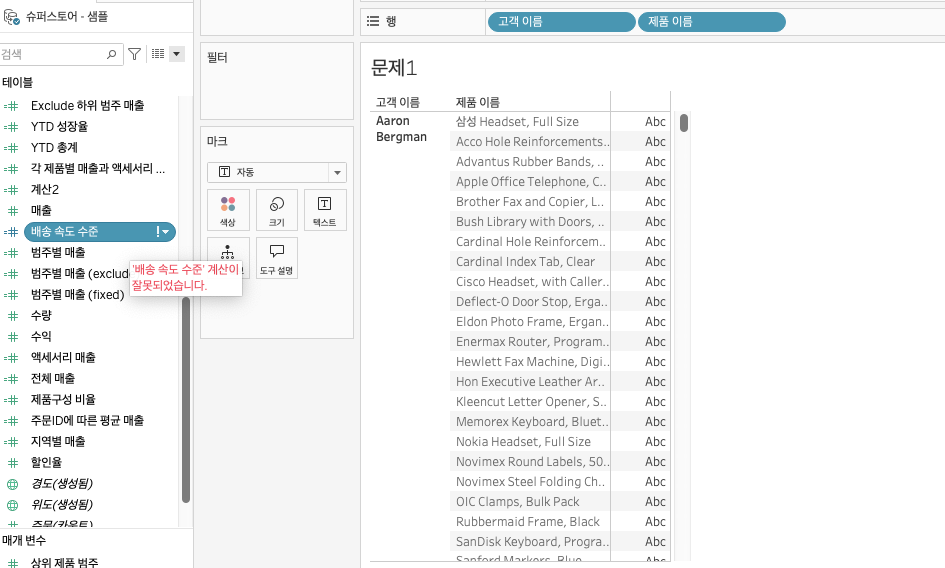 슈퍼스토어 - 샘플
검색
테이블
Exclude 하위 범주 매출
YTD 성장율
YTD 총계
각 제품별 매출과 액세서리 ...
계산2
매출
배송 속도 수준
범주별 매출
범주별 매출 (exclud
범주별 매출 (fixed)
수량
수익
액세서리 매출
전체 매출
제품구성 비율
주문ID에 따른 평균 매출
지역별 매출
할인율
경도(생성됨)
위도(생성됨)
주문(카운트)
매개 변수
상위 제품 범주
'배송 속도 수준' 계산이
잘못되었습니다.
필터
마크
자동
색상
크기
텍스트
도구 설명
행
고객 이름
제품 이름
문제1
고객 이름 제품 이름
Aaron
Bergman
삼성 Headset, Full Size Abc
Acco Hole Reinforcements.. Abc
Advantus Rubber Bands, .. Abc
Apple Office Telephone, C.. Abc
Brother Fax and Copier, L.. Abc
Bush Library with Doors, .. Abc
Cardinal Hole Reinforcem.. Abc
Cardinal Index Tab, Clear Abc
Cisco Headset, with Caller.. Abc
Deflect-O Door Stop, Erga.. Abc
Eldon Photo Frame, Ergan.. Abc
Enermax Router, Program.. Abc
Hewlett Fax Machine, Digi.. Abc
Hon Executive Leather Ar.. Abc
Kleencut Letter Opener, S.. Abc
Memorex Keyboard, Bluet.. Abc
Nokia Headset, Full Size Abc
Novimex Round Labels, 50.. Abc
Novimex Steel Folding Ch.. Abc
OIC Clamps, Bulk Pack Abc
Rubbermaid Frame, Black Abc
SanDisk Keyboard, Progra.. Abc
Sanford Markers, Blue Abc